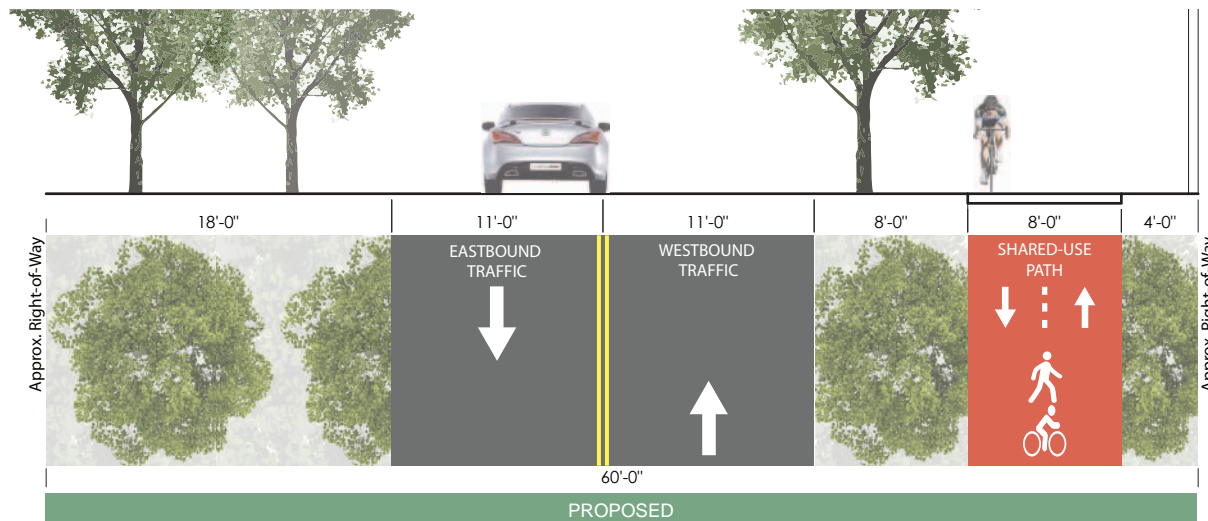 18'-0"
11'-0"
11'-0"
8'-0"
8'-0"
4'-0"
Approx. Right-of-Way
EASTBOUND
TRAFFIC
WESTBOUND
TRAFFIC
SHARED-USE
PATH
Approx. Right-of-Way
60'-0"
PROPOSED